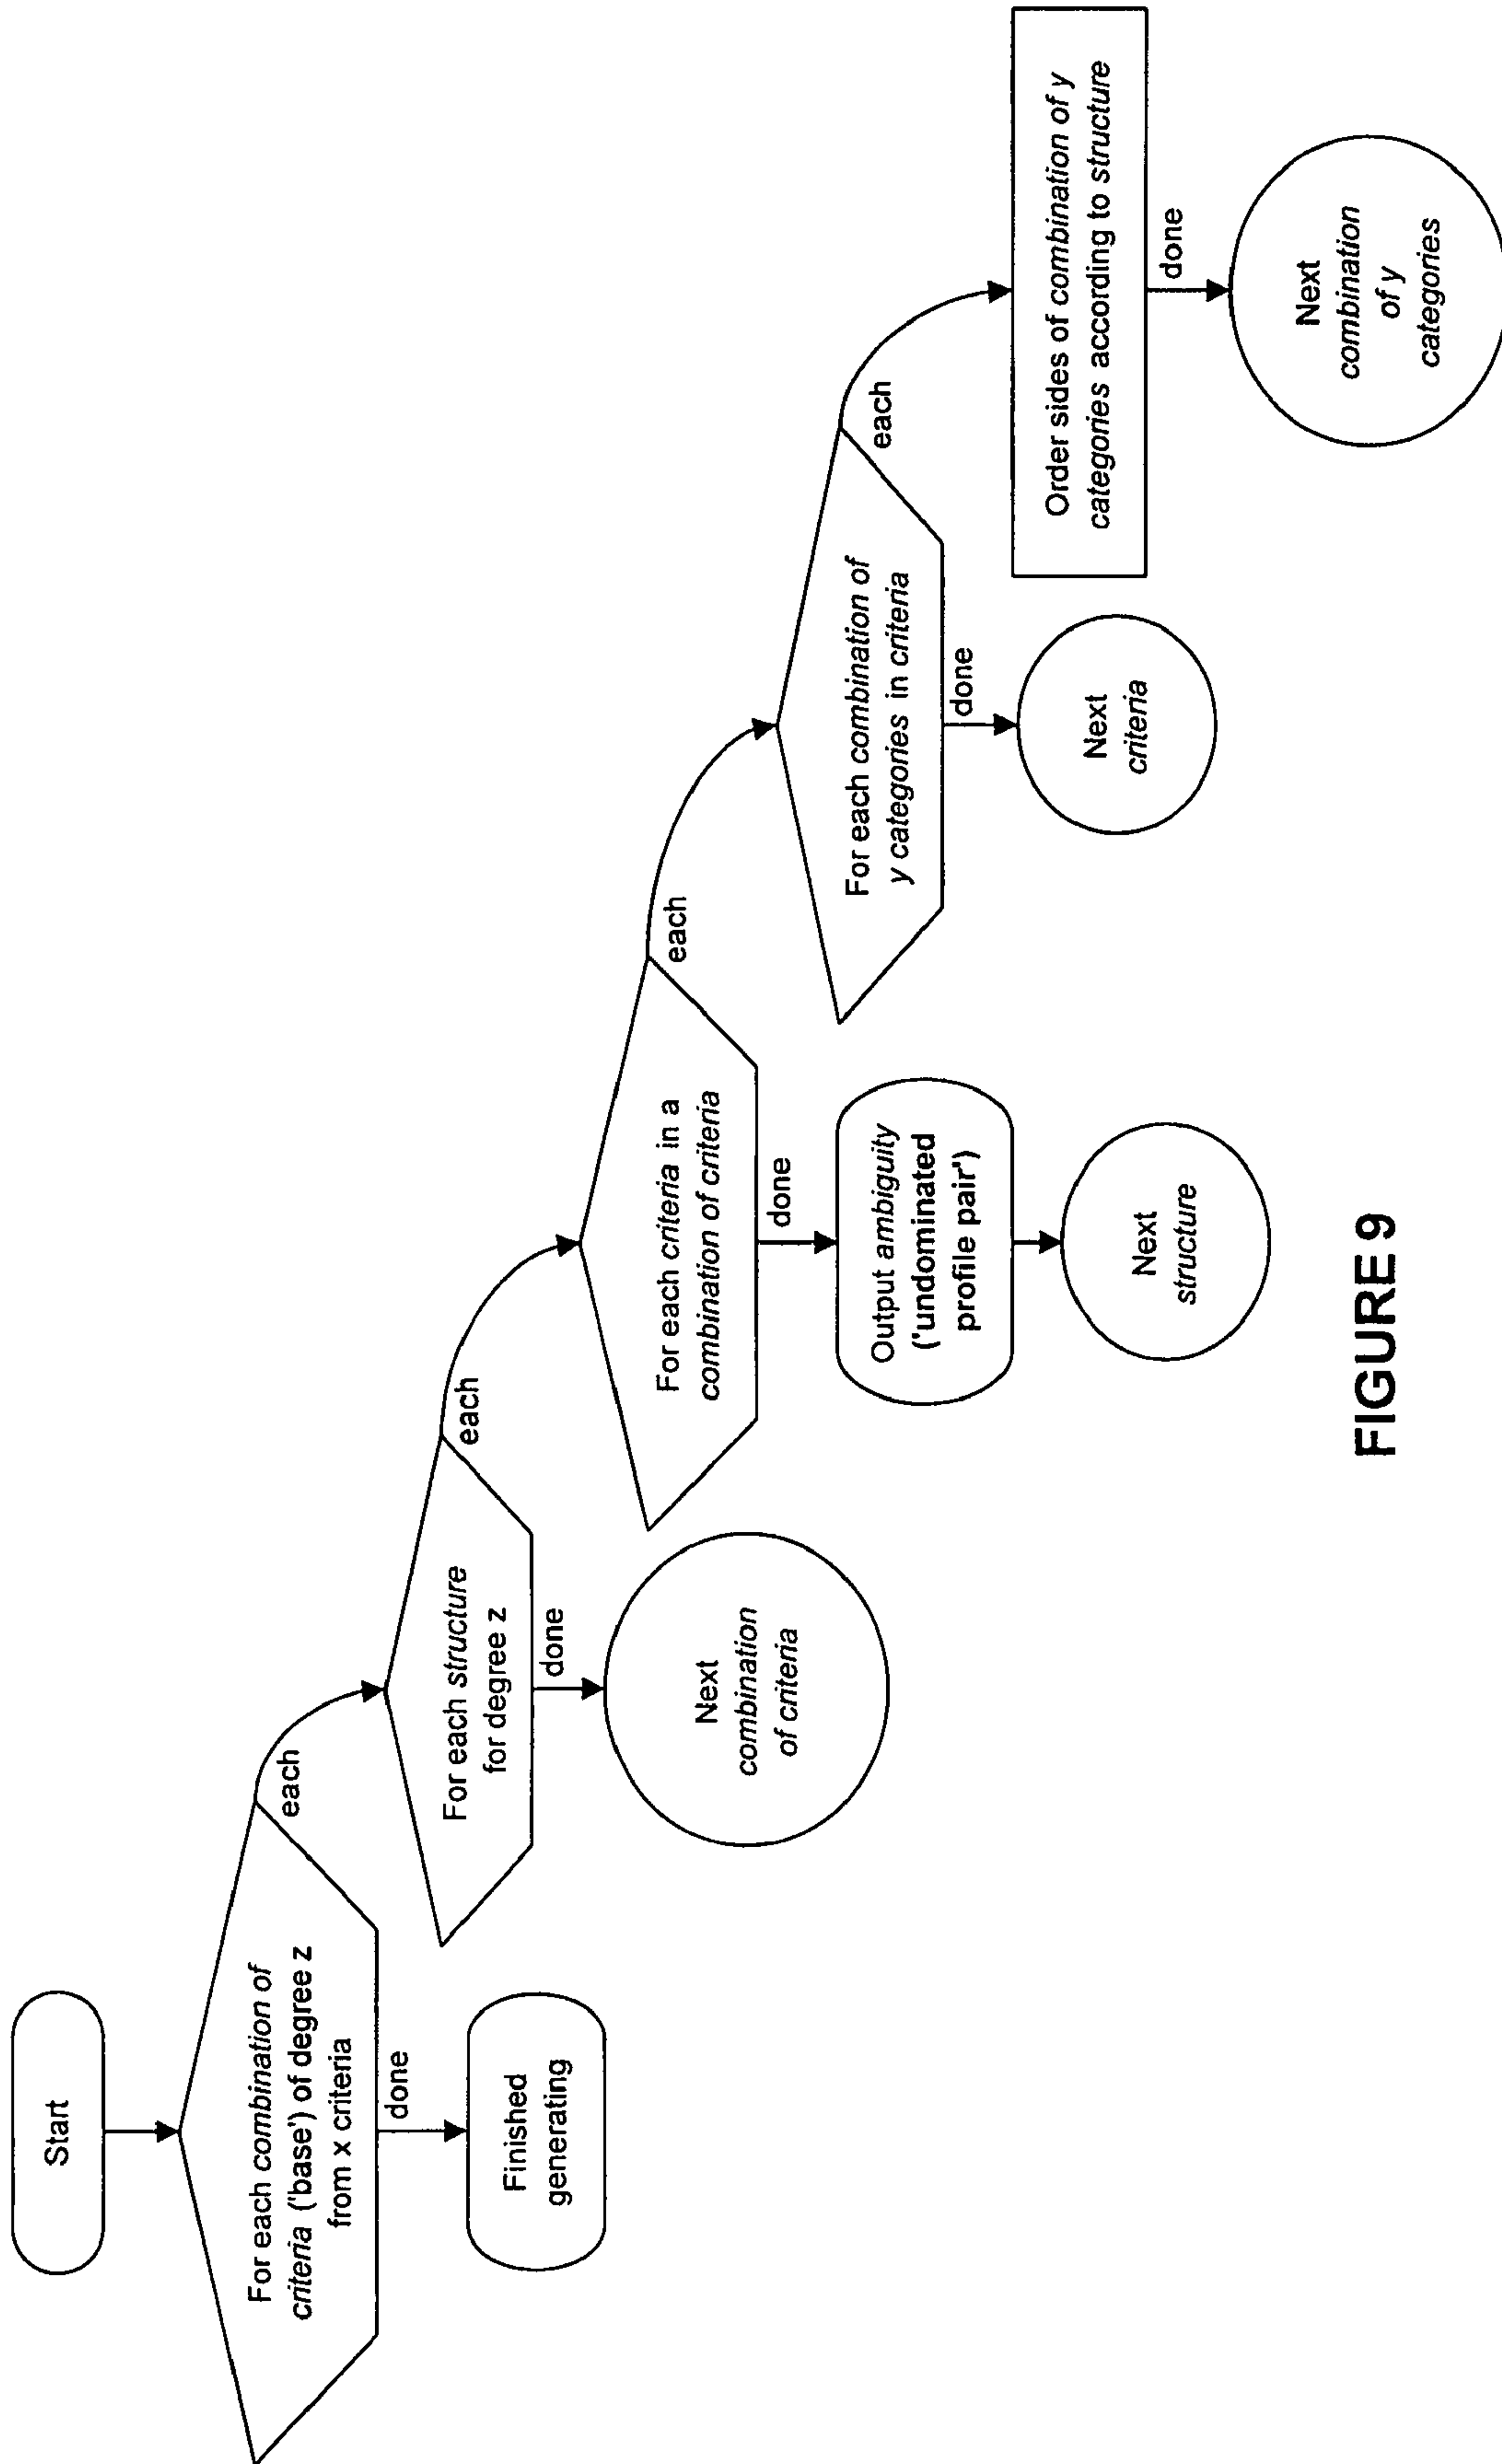 Start
For each combination of
criteria ('base') of degree z
from x criteria
each
done
Finished
generating
For each structure
for degree z
each
done
Next
combination
of criteria
For each criteria in a
combination of criteria
each
done
Output ambiguity
('undominated
profile pair')
Next
structure
For each combination of
y categories in criteria
each
done
Next
criteria
Order sides of combination of y
categories according to structure
done
Next
combination
of y
categories
FIGURE 9